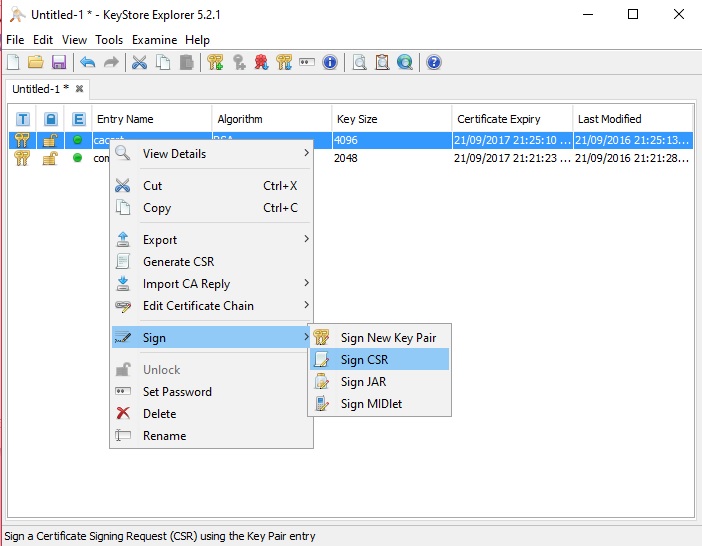 Untitled-1 * - KeyStore Explorer 5.2.1
File Edit View Tools Examine Help
Untitled-1 *
T E Entry Name Algorithm Key Size Certificate Expiry Last Modified
4096 21/09/2017 21:25:10 ... 21/09/2016 21:25:13...
2048 21/09/2017 21:21:23 ... 21/09/2016 21:21:28...
View Details
Cut Ctrl+X
Copy Ctrl+C
Export
Generate CSR
Import CA Reply
Edit Certificate Chain
Sign
Sign New Key Pair
Sign CSR
Sign JAR
Sign MIDlet
Unlock
Set Password
Delete
Rename
Sign a Certificate Signing Request (CSR) using the Key Pair entry